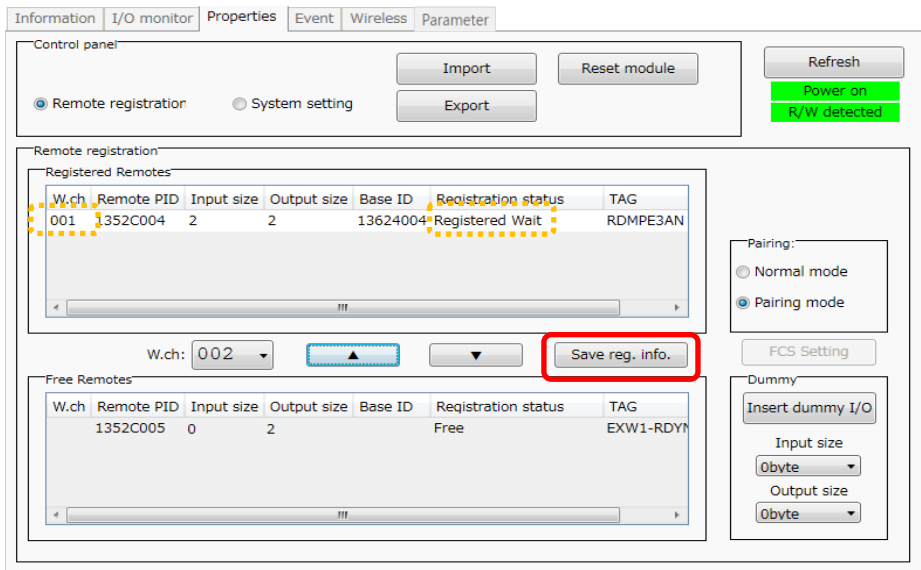 Information I/O monitor Properties Event Wireless Parameter
Control panel
Import Reset module Refresh
Power on
Remote registration System setting Export R/W detected
Remote registration
Registered Remotes
W.ch Remote PID Input size Output size Base ID Registration status TAG
001 1352C004 2 2 13624004 Registered Wait RDMPE3AN
Pairing:
Normal mode
Pairing mode
W.ch: 002 ▲ ▼ Save reg. info. FCS Setting
Free Remotes Dummy
W.ch Remote PID Input size Output size Base ID Registration status TAG Insert dummy I/O
1352C005 0 2 Free EXW1-RDYN
Input size
0byte
Output size
0byte